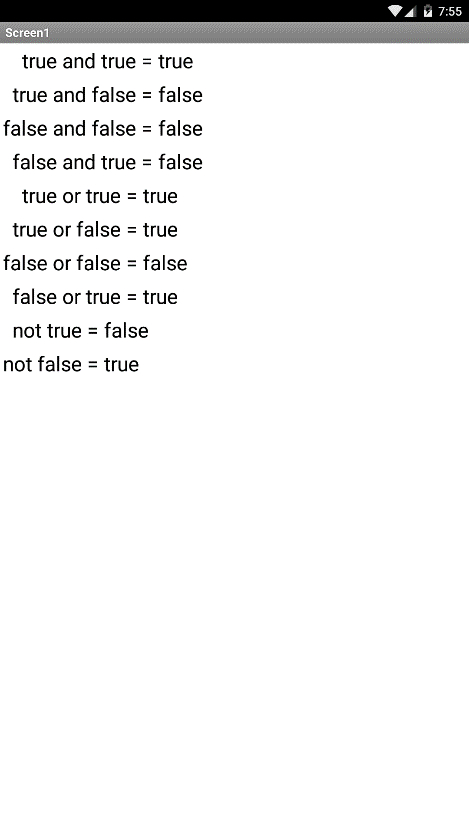 7:55
Screen1
true and true = true
true and false = false
false and false = false
false and true = false
true or true = true
true or false = true
false or false = false
false or true = true
not true = false
not false = true